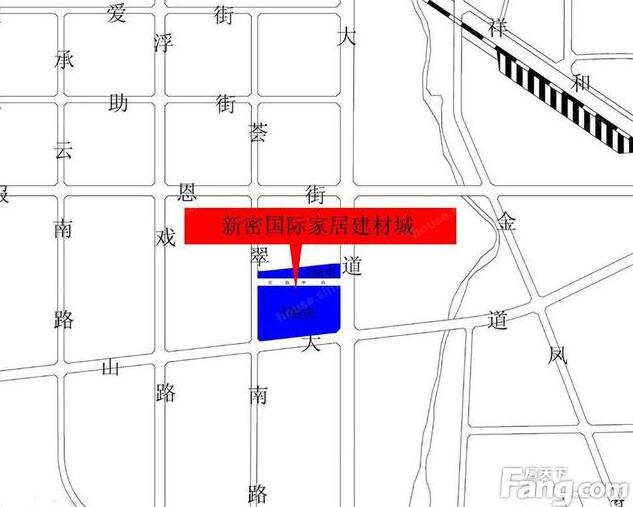 爱 街
浮 大 祥
承 和
助 街
云 荟
报 恩 街
南 戏 金
新密国际家居建材城
翠 道
路 道
大 凤
山 路 南
路
房天下
Fang.com